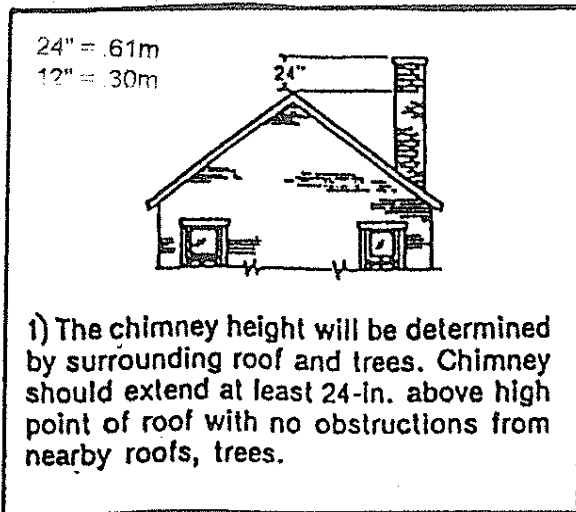 24" = .61m
12" = .30m
24"
1) The chimney height will be determined
by surrounding roof and trees. Chimney
should extend at least 24-in. above high
point of roof with no obstructions from
nearby roofs, trees.